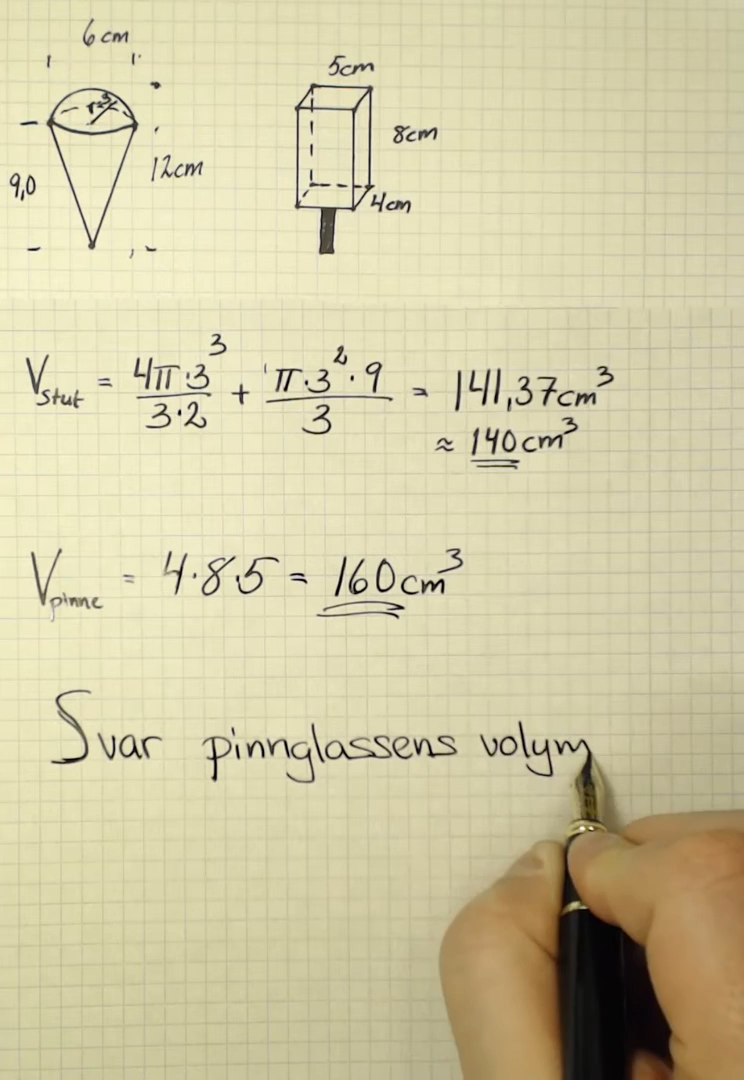 6cm
5cm
r=3
8cm
12cm
9,0
4cm
V_stut = 4π·3³/3·2 + π·3²·9/3 = 141,37cm³
≈ 140cm³
V_pinne = 4·8·5 = 160cm³
Svar pinnglassens volym